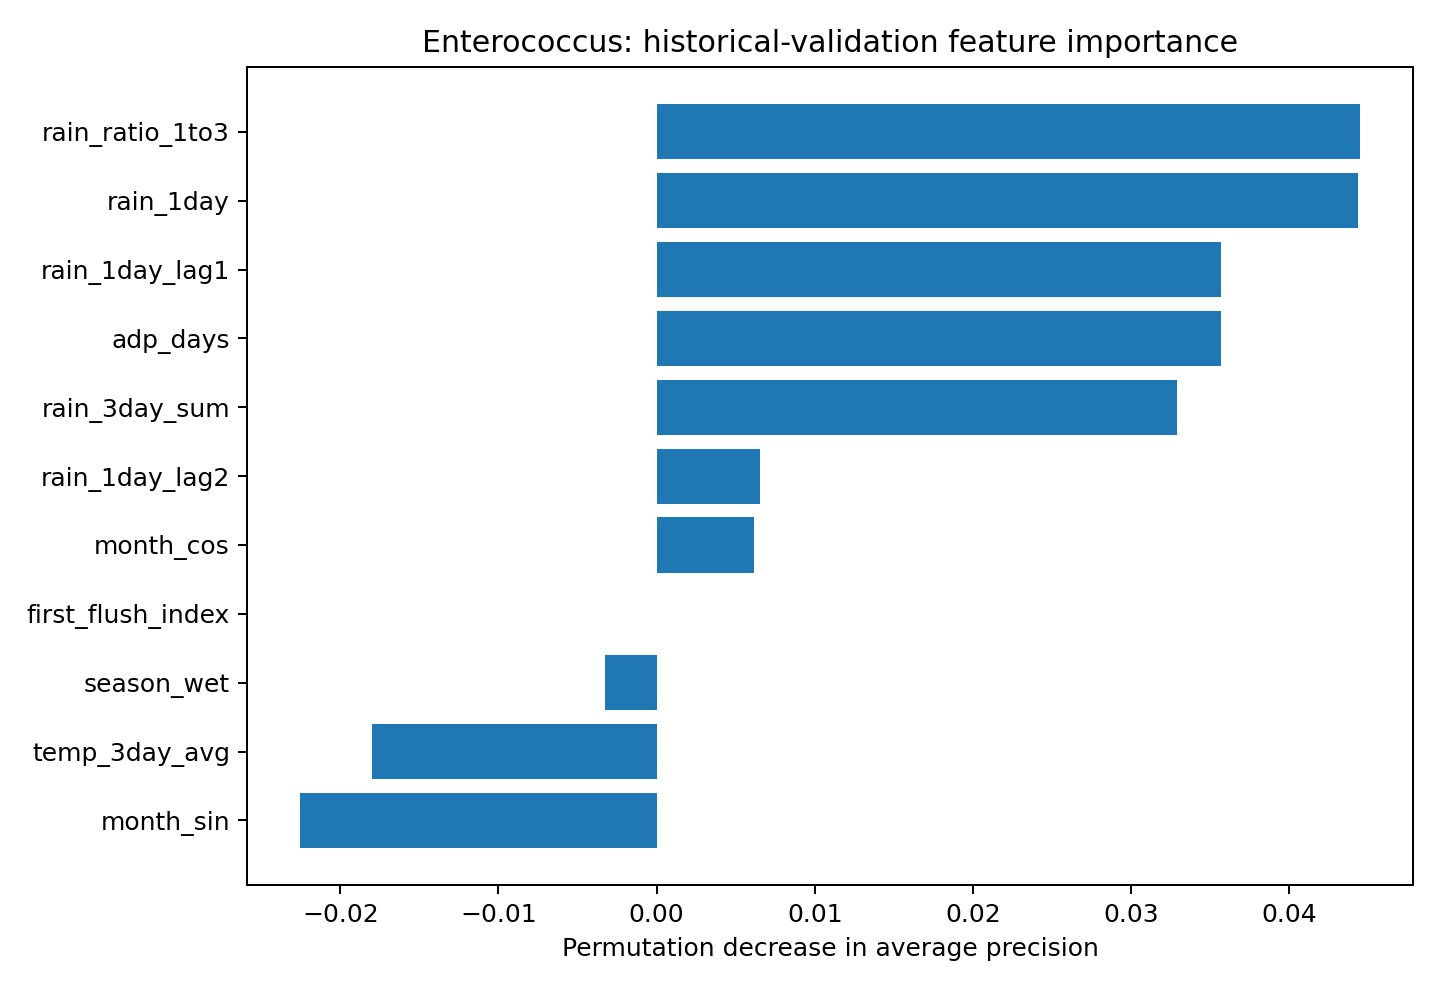 Enterococcus: historical-validation feature importance
rain_ratio_1to3
rain_1day
rain_1day_lag1
adp_days
rain_3day_sum
rain_1day_lag2
month_cos
first_flush_index
season_wet
temp_3day_avg
month_sin
−0.02 −0.01 0.00 0.01 0.02 0.03 0.04
Permutation decrease in average precision